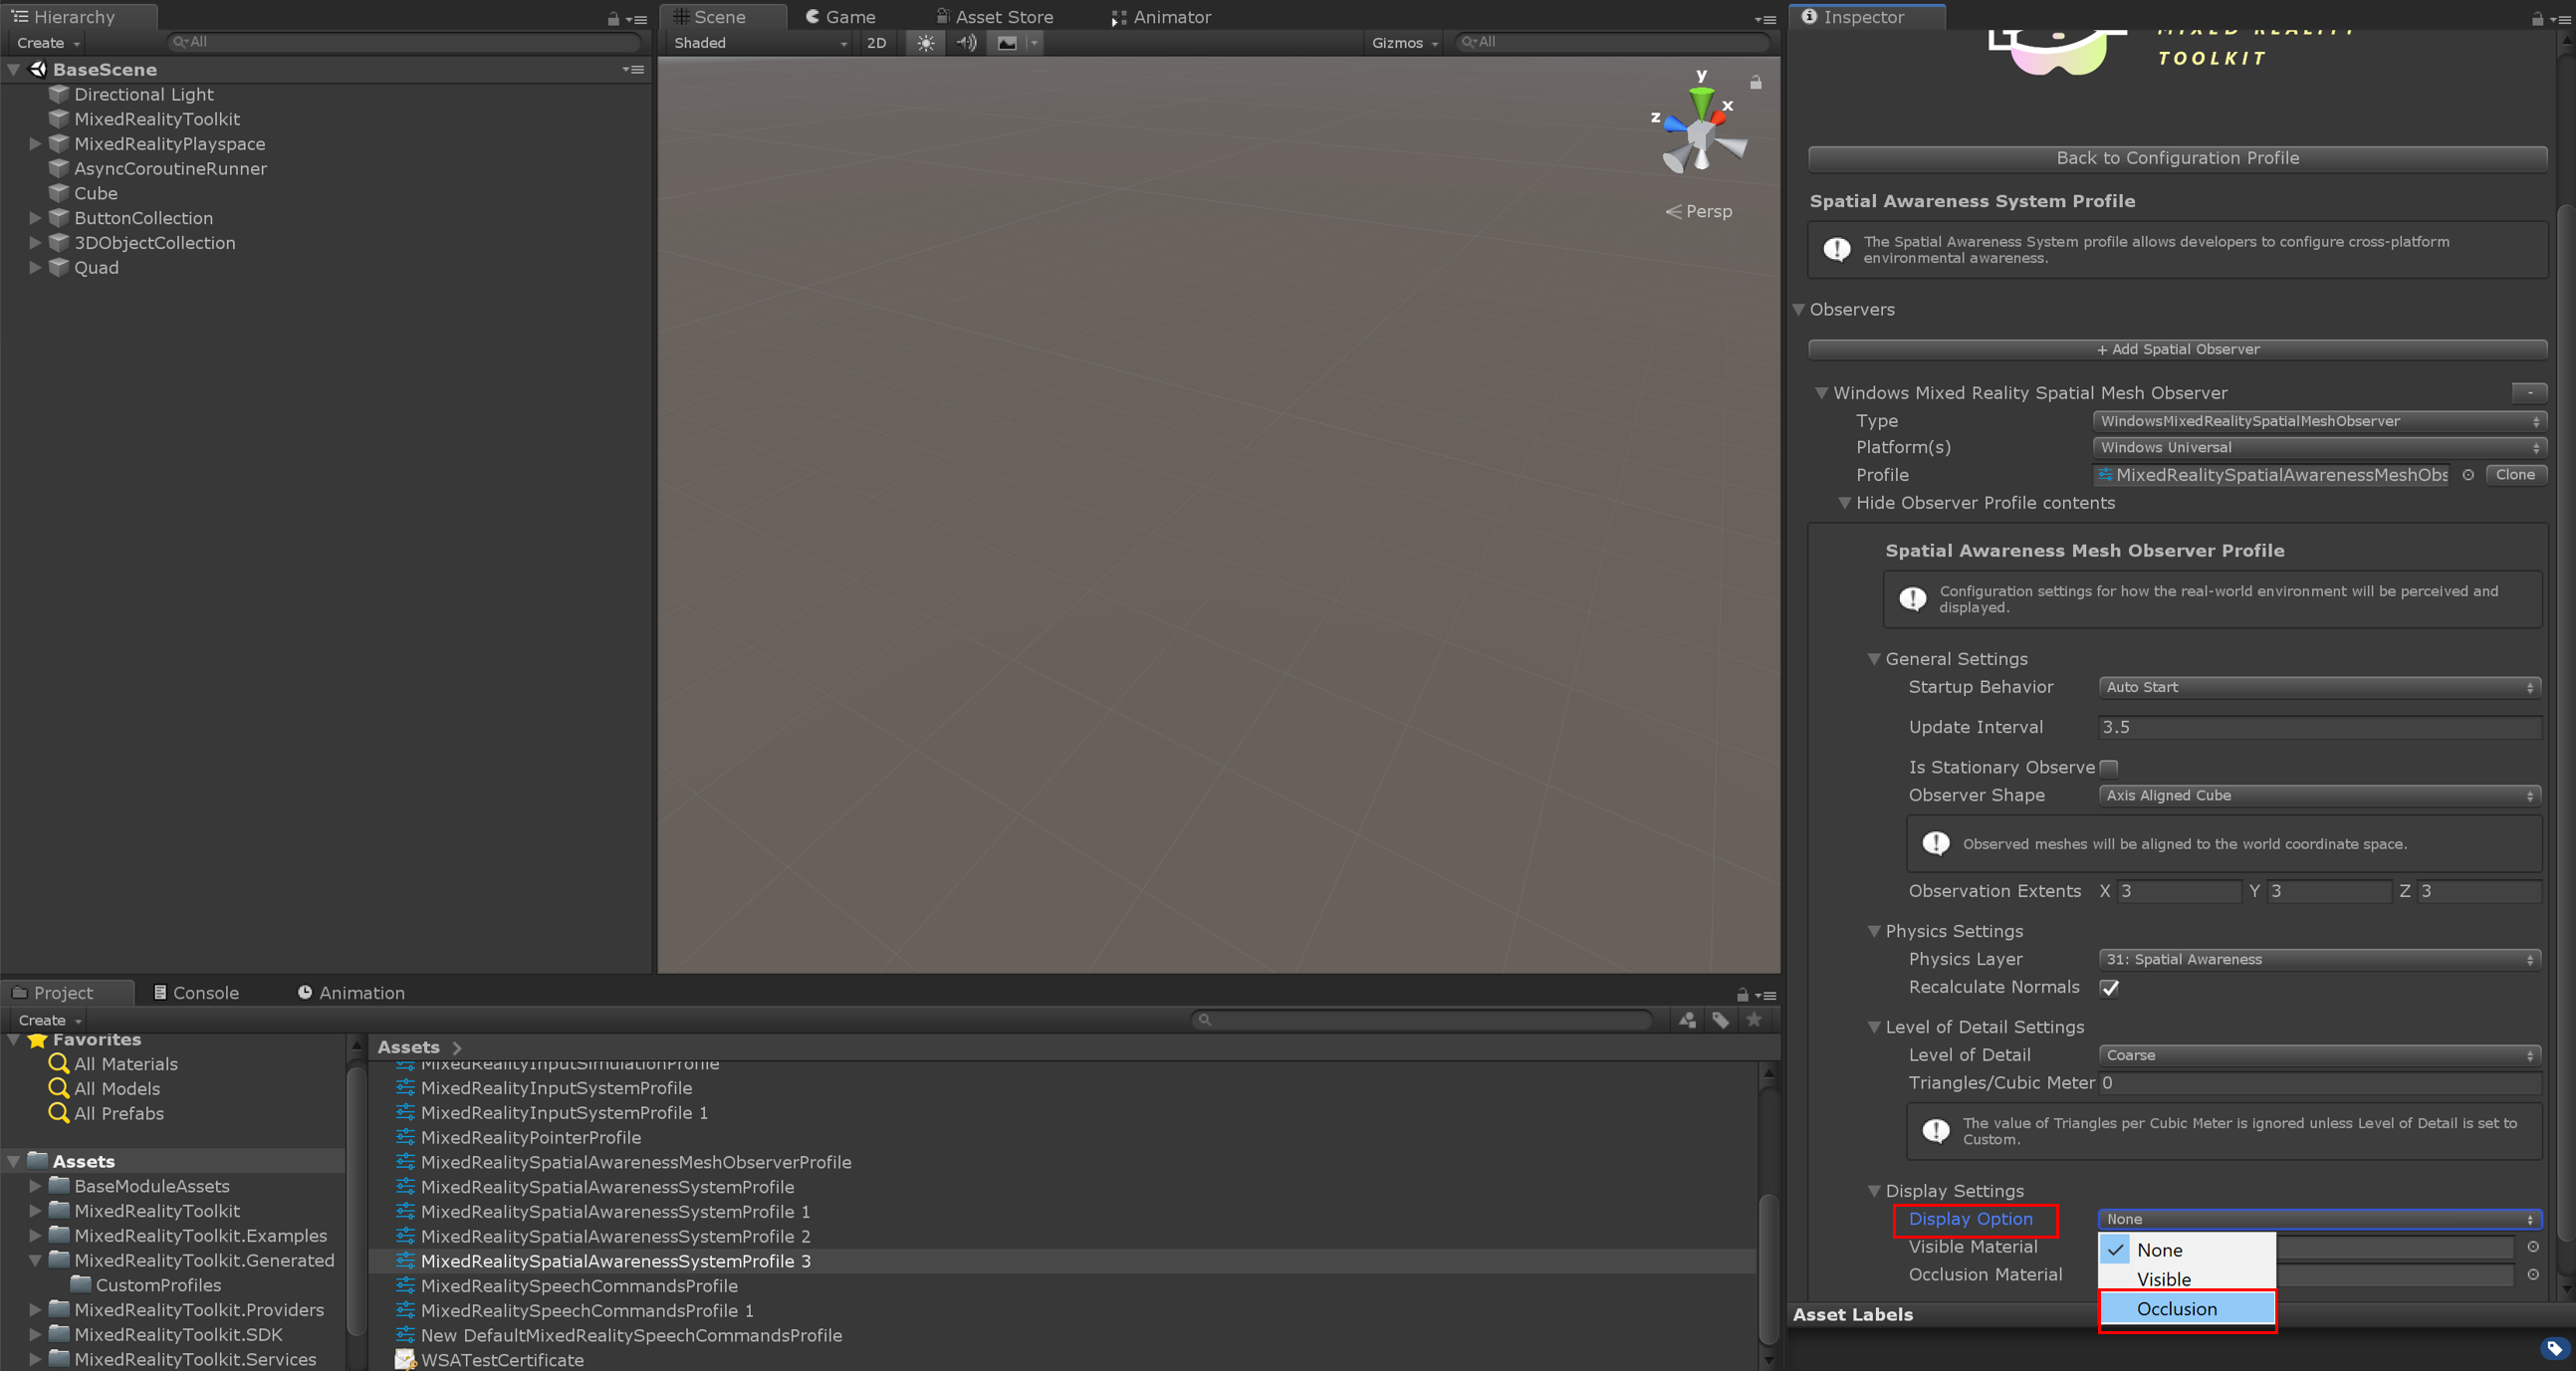 Hierarchy
Create
All
BaseScene
Directional Light
MixedRealityToolkit
MixedRealityPlayspace
AsyncCoroutineRunner
Cube
ButtonCollection
3DObjectCollection
Quad
Scene
Game
Asset Store
Animator
Shaded
2D
Gizmos
All
y
x
z
Persp
Project
Console
Animation
Create
Favorites
All Materials
All Models
All Prefabs
Assets
BaseModuleAssets
MixedRealityToolkit
MixedRealityToolkit.Examples
MixedRealityToolkit.Generated
CustomProfiles
MixedRealityToolkit.Providers
MixedRealityToolkit.SDK
MixedRealityToolkit.Services
Assets
MixedRealityInputSimulationProfile
MixedRealityInputSystemProfile
MixedRealityInputSystemProfile 1
MixedRealityPointerProfile
MixedRealitySpatialAwarenessMeshObserverProfile
MixedRealitySpatialAwarenessSystemProfile
MixedRealitySpatialAwarenessSystemProfile 1
MixedRealitySpatialAwarenessSystemProfile 2
MixedRealitySpatialAwarenessSystemProfile 3
MixedRealitySpeechCommandsProfile
MixedRealitySpeechCommandsProfile 1
New DefaultMixedRealitySpeechCommandsProfile
WSATestCertificate
Inspector
MIXED REALITY
TOOLKIT
Back to Configuration Profile
Spatial Awareness System Profile
The Spatial Awareness System profile allows developers to configure cross-platform
environmental awareness.
Observers
+ Add Spatial Observer
Windows Mixed Reality Spatial Mesh Observer
-
Type WindowsMixedRealitySpatialMeshObserver
Platform(s) Windows Universal
Profile MixedRealitySpatialAwarenessMeshObs Clone
Hide Observer Profile contents
Spatial Awareness Mesh Observer Profile
Configuration settings for how the real-world environment will be perceived and
displayed.
General Settings
Startup Behavior Auto Start
Update Interval 3.5
Is Stationary Observe
Observer Shape Axis Aligned Cube
Observed meshes will be aligned to the world coordinate space.
Observation Extents X 3 Y 3 Z 3
Physics Settings
Physics Layer 31: Spatial Awareness
Recalculate Normals
Level of Detail Settings
Level of Detail Coarse
Triangles/Cubic Meter 0
The value of Triangles per Cubic Meter is ignored unless Level of Detail is set to
Custom.
Display Settings
Display Option None
Visible Material
Occlusion Material
None
Visible
Occlusion
Asset Labels